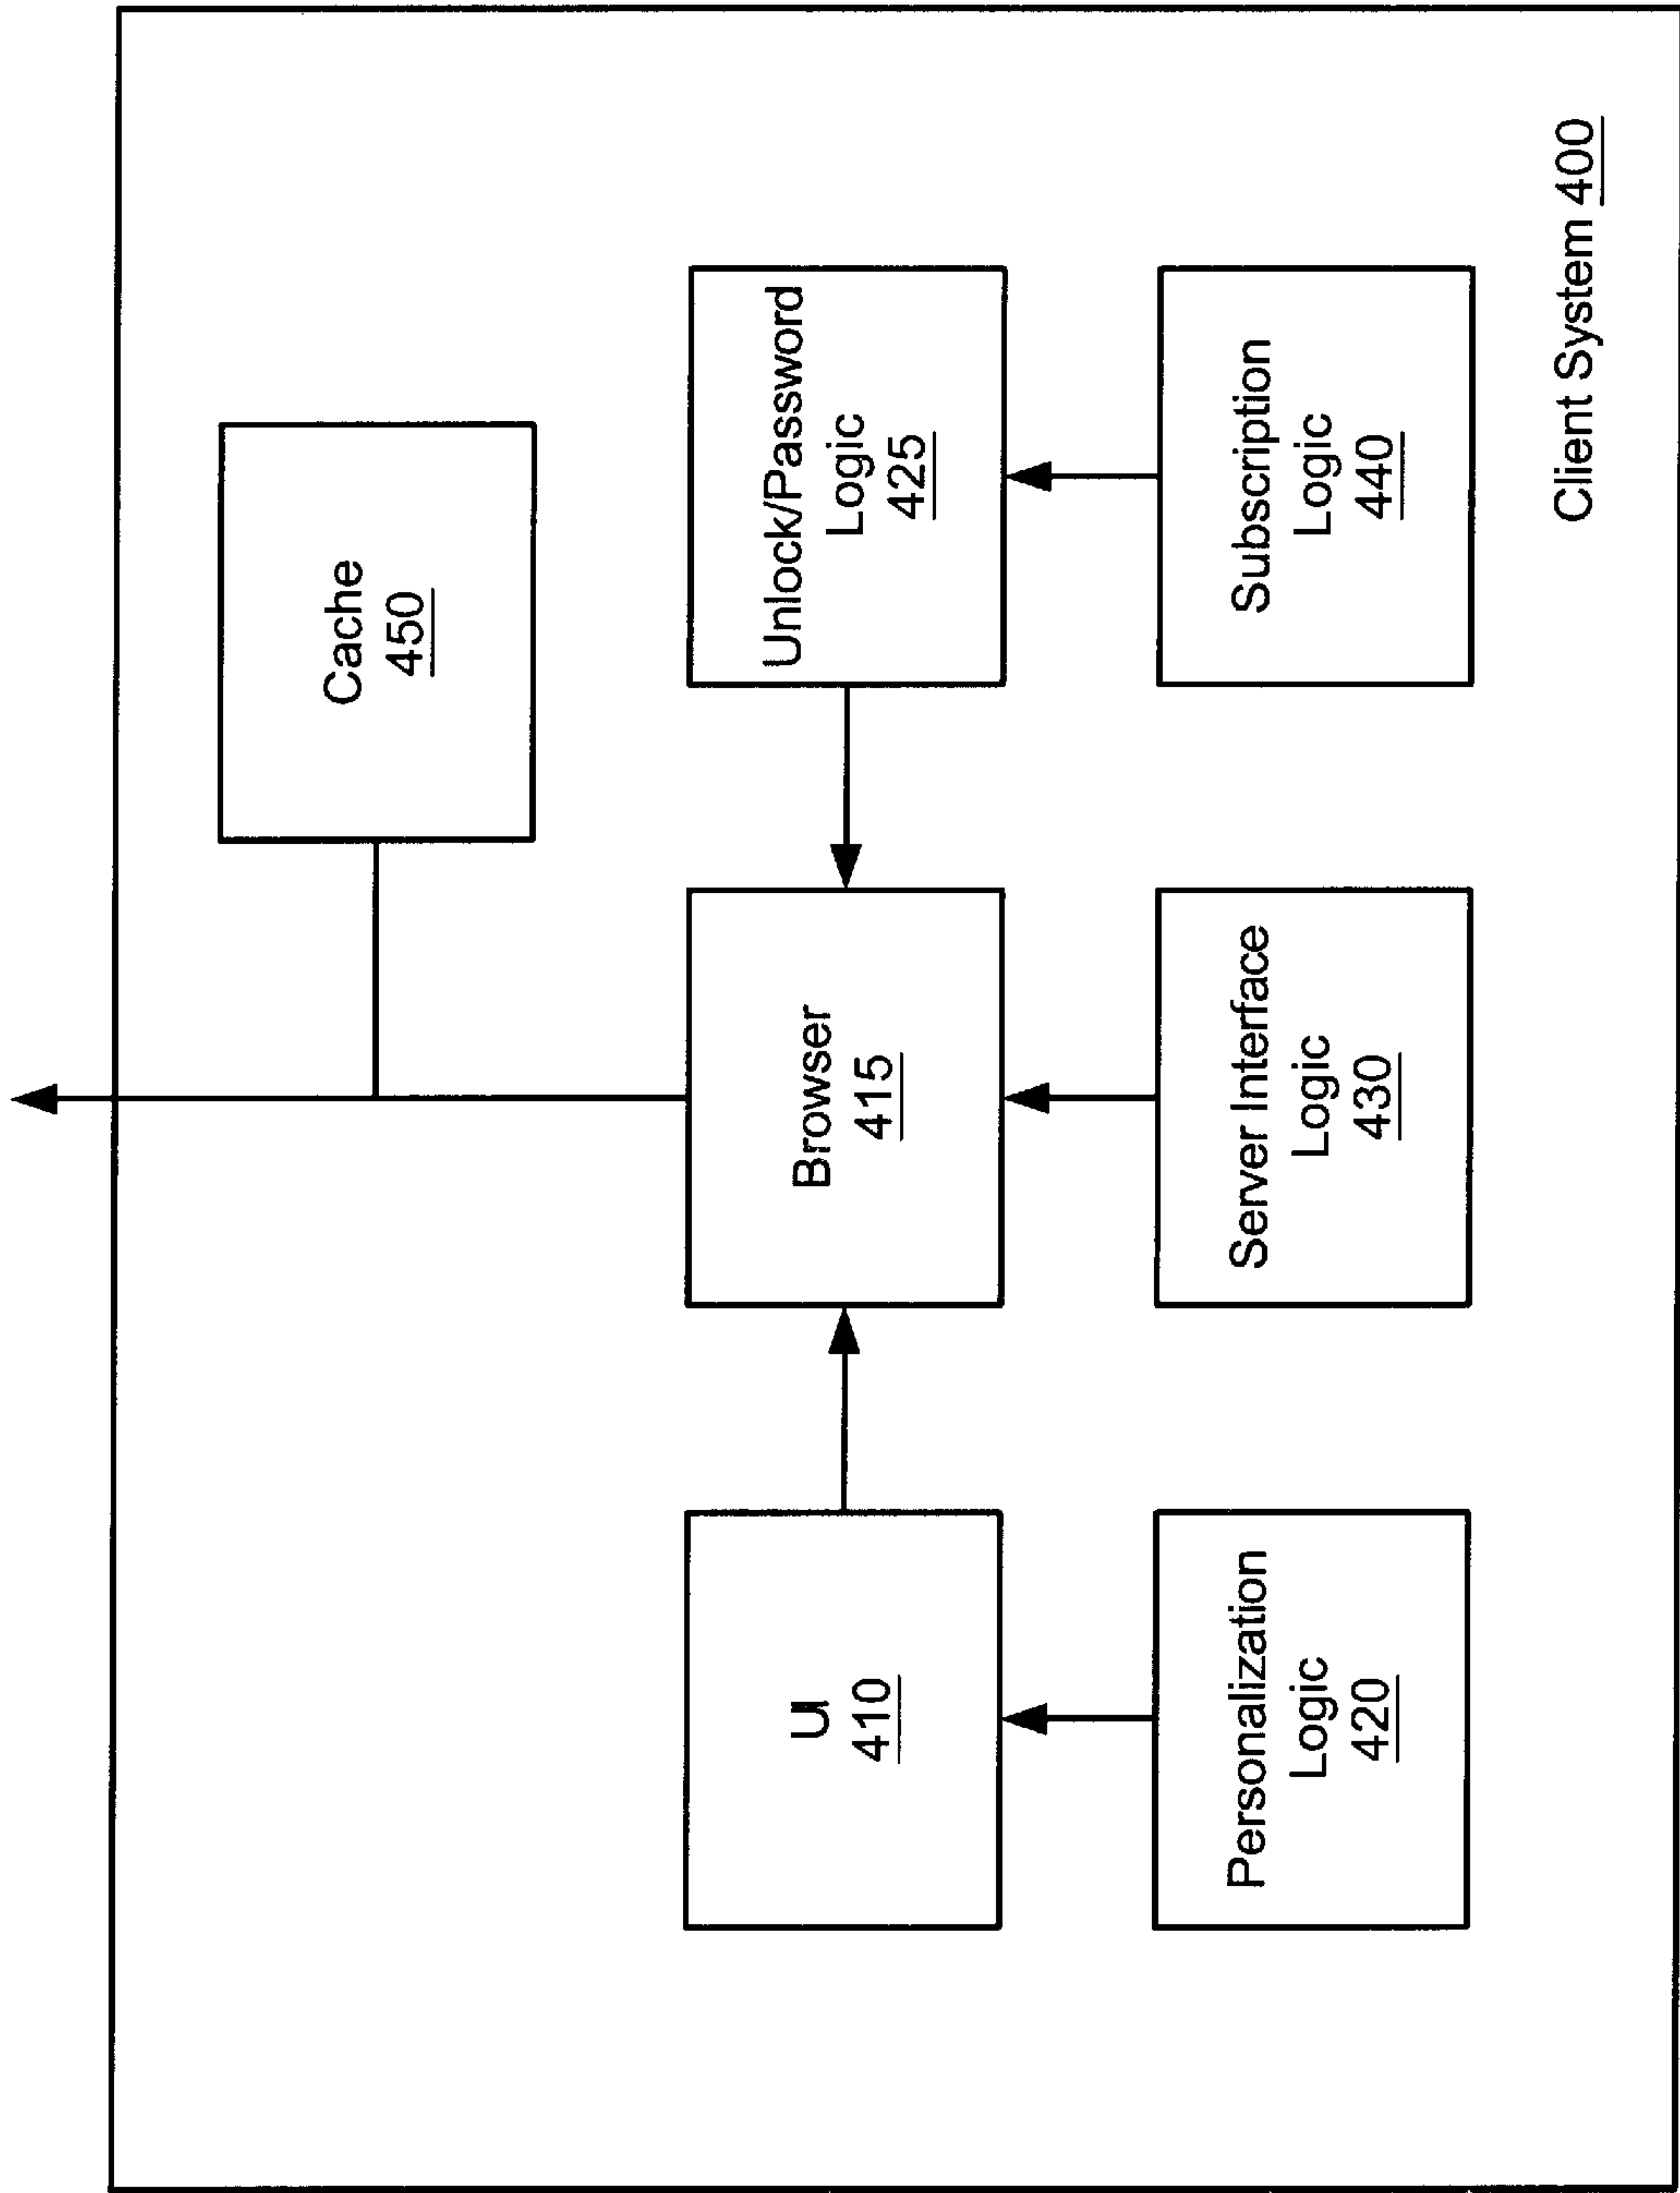 Cache
450
UI
410
Browser
415
Unlock/Password
Logic
425
Personalization
Logic
420
Server Interface
Logic
430
Subscription
Logic
440
Client System 400